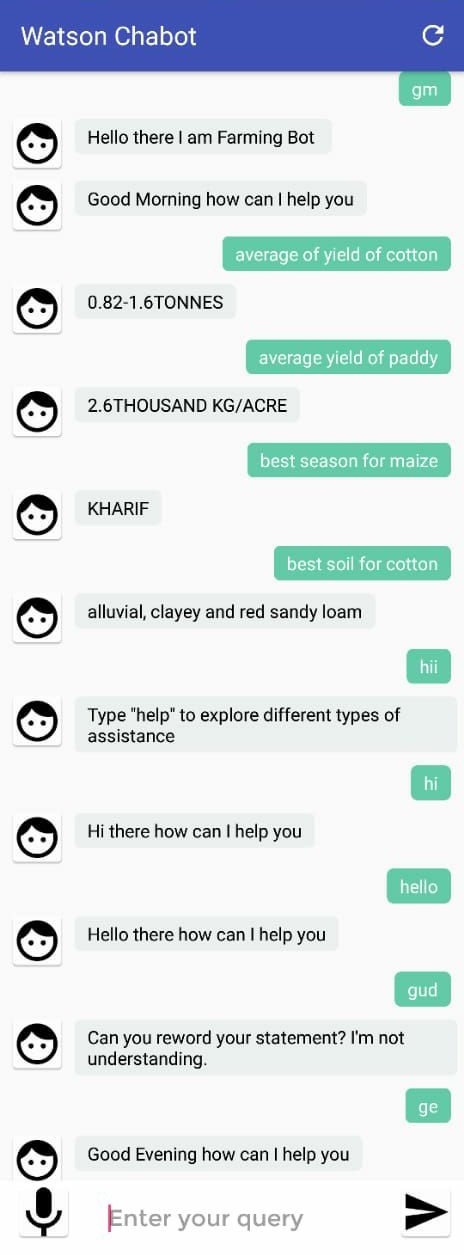 Watson Chabot
gm
Hello there I am Farming Bot
Good Morning how can I help you
average of yield of cotton
0.82-1.6TONNES
average yield of paddy
2.6THOUSAND KG/ACRE
best season for maize
KHARIF
best soil for cotton
alluvial, clayey and red sandy loam
hii
Type "help" to explore different types of
assistance
hi
Hi there how can I help you
hello
Hello there how can I help you
gud
Can you reword your statement? I'm not
understanding.
ge
Good Evening how can I help you
Enter your query